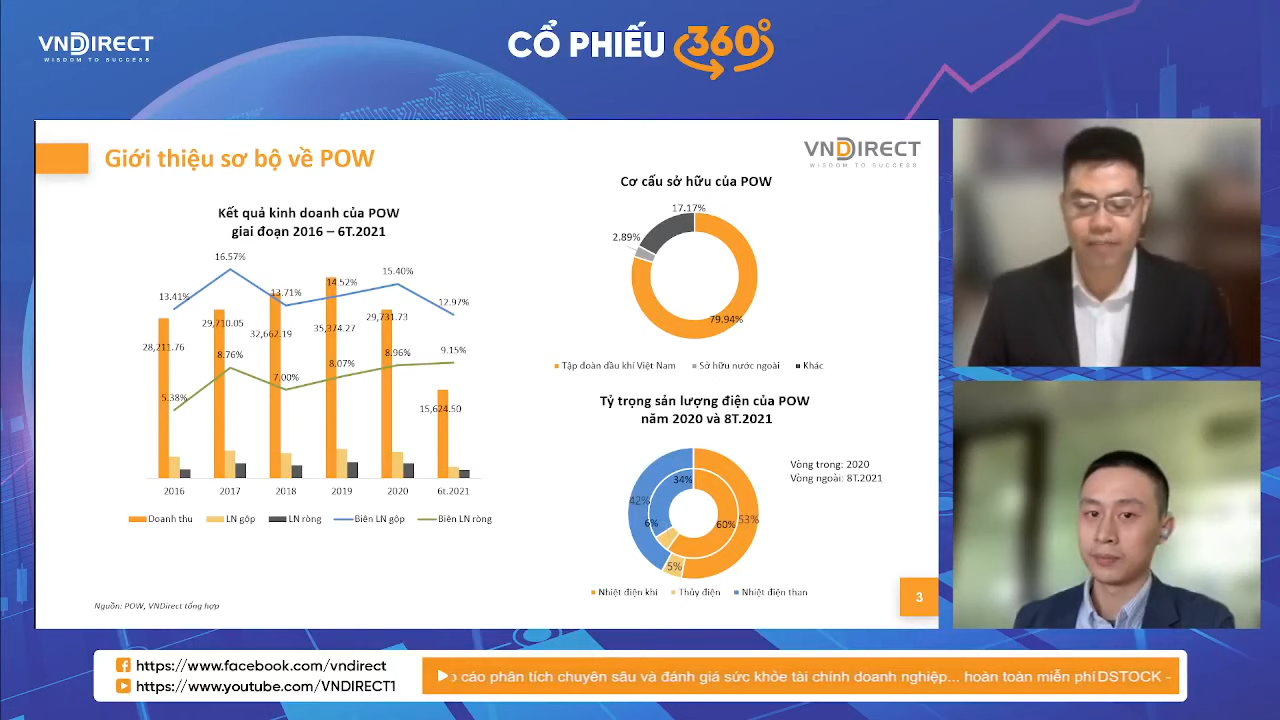 VNDIRECT
WISDOM TO SUCCESS
CỔ PHIẾU 360°
Giới thiệu sơ bộ về POW
VNDIRECT
WISDOM TO SUCCESS
Kết quả kinh doanh của POW
giai đoạn 2016 – 6T.2021
16.57%
15.40%
14.52%
13.41%
13.71%
12.97%
29,710.05
32,662.19
35,374.27
29,731.73
28,211.76
8.76%
8.96%
9.15%
8.07%
7.00%
5.38%
15,624.50
2016 2017 2018 2019 2020 6t.2021
Doanh thu LN gộp LN ròng Biên LN gộp Biên LN ròng
Cơ cấu sở hữu của POW
17.17%
2.89%
79.94%
Tập đoàn dầu khí Việt Nam Sở hữu nước ngoài Khác
Tỷ trọng sản lượng điện của POW
năm 2020 và 8T.2021
Vòng trong: 2020
Vòng ngoài: 8T.2021
34%
42%
6%
60%
53%
5%
Nhiệt điện khí Thủy điện Nhiệt điện than
Nguồn: POW, VNDirect tổng hợp
3
https://www.facebook.com/vndirect
https://www.youtube.com/VNDIRECT1
cáo phân tích chuyên sâu và đánh giá sức khỏe tài chính doanh nghiệp... hoàn toàn miễn phí DSTOCK -